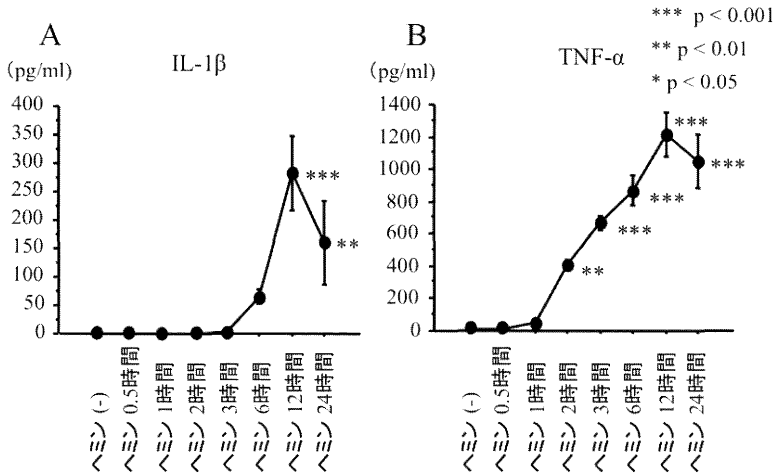 A
IL-1β
(pg/ml)
400
350
300
250
200
150
100
50
0
***
**
ヘミン (-)
ヘミン 0.5時間
ヘミン 1時間
ヘミン 2時間
ヘミン 3時間
ヘミン 6時間
ヘミン 12時間
ヘミン 24時間
B
TNF-α
(pg/ml)
*** p < 0.001
** p < 0.01
* p < 0.05
1400
1200
1000
800
600
400
200
0
**
***
***
***
***
ヘミン (-)
ヘミン 0.5時間
ヘミン 1時間
ヘミン 2時間
ヘミン 3時間
ヘミン 6時間
ヘミン 12時間
ヘミン 24時間